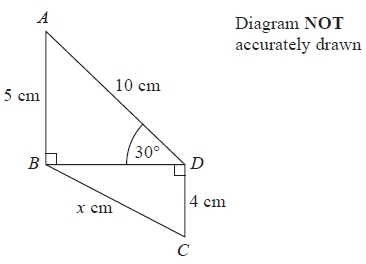 A
Diagram NOT
accurately drawn
10 cm
5 cm
30°
B
D
x cm
4 cm
C